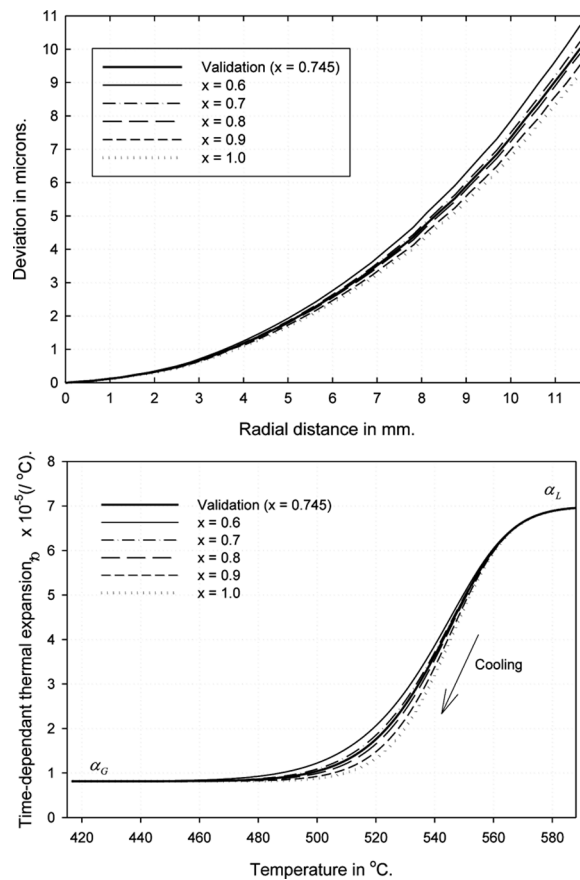 11
10
9
8
7
6
5
4
3
2
1
0
Deviation in microns.
Validation (x = 0.745)
x = 0.6
x = 0.7
x = 0.8
x = 0.9
x = 1.0
0 1 2 3 4 5 6 7 8 9 10 11
Radial distance in mm.
8
7
6
5
4
3
2
1
0
Time-dependant thermal expansion, x 10⁻⁵(/ °C).
Validation (x = 0.745)
x = 0.6
x = 0.7
x = 0.8
x = 0.9
x = 1.0
α_L
Cooling
α_G
420 440 460 480 500 520 540 560 580
Temperature in °C.